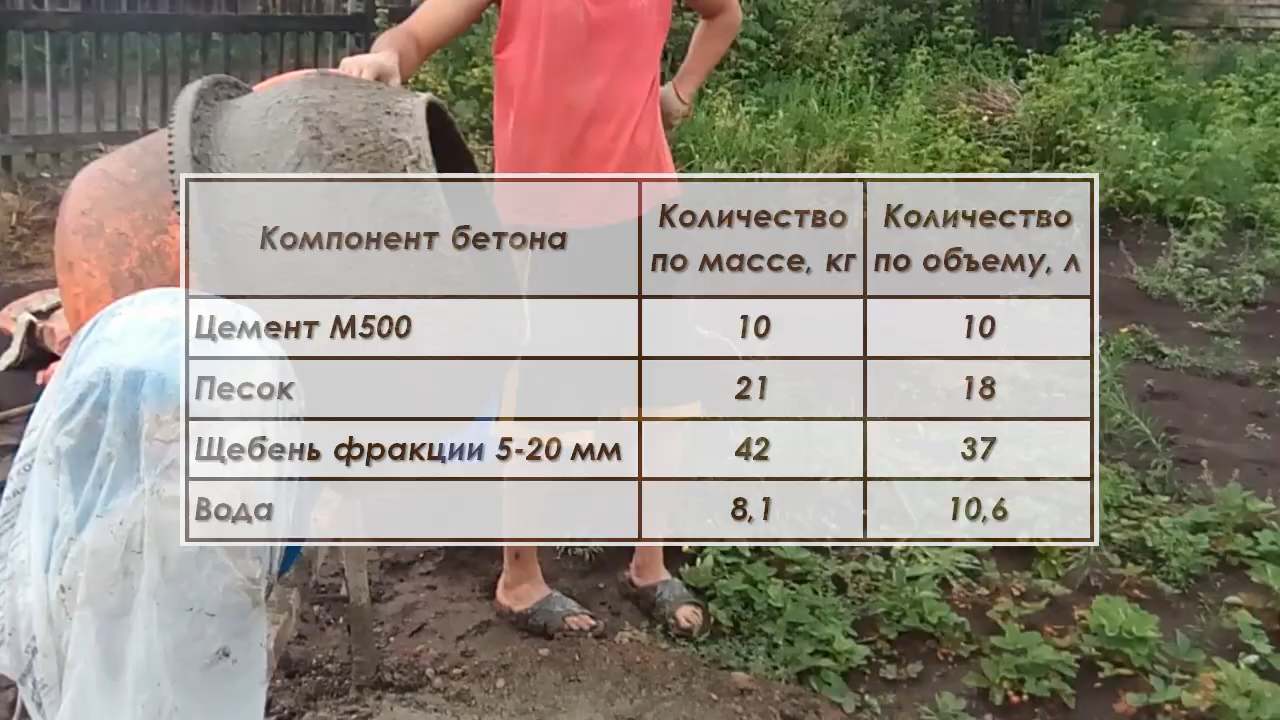 Компонент бетона
Количество по массе, кг
Количество по объему, л
Цемент М500 10 10
Песок 21 18
Щебень фракции 5-20 мм 42 37
Вода 8,1 10,6